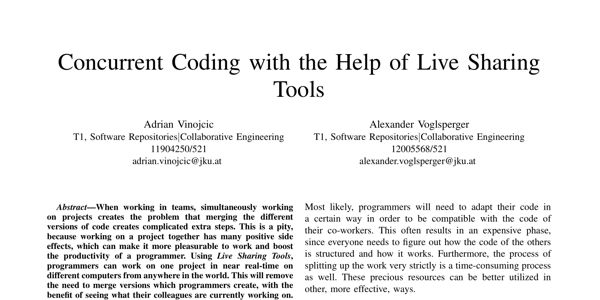 Concurrent Coding with the Help of Live Sharing
Tools
Adrian Vinojcic
T1, Software Repositories|Collaborative Engineering
11904250/521
adrian.vinojcic@jku.at
Alexander Voglsperger
T1, Software Repositories|Collaborative Engineering
12005568/521
alexander.voglsperger@jku.at
Abstract—When working in teams, simultaneously working
on projects creates the problem that merging the different
versions of code creates complicated extra steps. This is a pity,
because working on a project together has many positive side
effects, which can make it more pleasurable to work and boost
the productivity of a programmer. Using Live Sharing Tools,
programmers can work on one project in near real-time on
different computers from anywhere in the world. This will remove
the need to merge versions which programmers create, with the
benefit of seeing what their colleagues are currently working on.
Most likely, programmers will need to adapt their code in
a certain way in order to be compatible with the code of
their co-workers. This often results in an expensive phase,
since everyone needs to figure out how the code of the others
is structured and how it works. Furthermore, the process of
splitting up the work very strictly is a time-consuming process
as well. These precious resources can be better utilized in
other, more effective, ways.